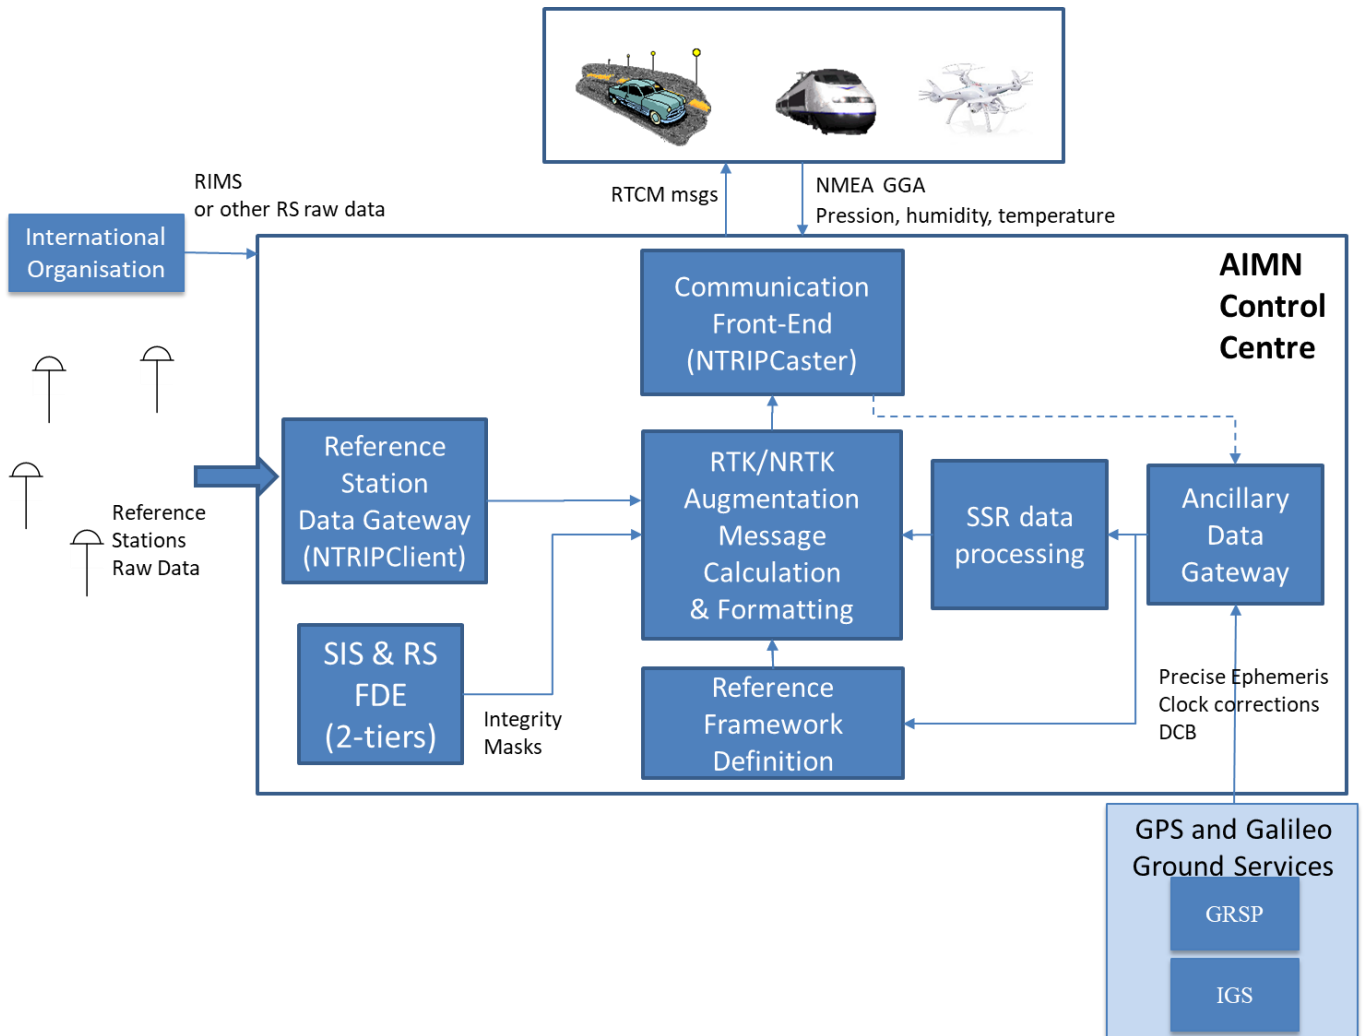 RTCM msgs
NMEA GGA
Pression, humidity, temperature
RIMS
or other RS raw data
International
Organisation
AIMN
Control
Centre
Communication
Front-End
(NTRIPCaster)
Reference
Station
Data Gateway
(NTRIPClient)
RTK/NRTK
Augmentation
Message
Calculation
& Formatting
SSR data
processing
Ancillary
Data
Gateway
Reference
Stations
Raw Data
SIS & RS
FDE
(2-tiers)
Integrity
Masks
Reference
Framework
Definition
Precise Ephemeris
Clock corrections
DCB
GPS and Galileo
Ground Services
GRSP
IGS